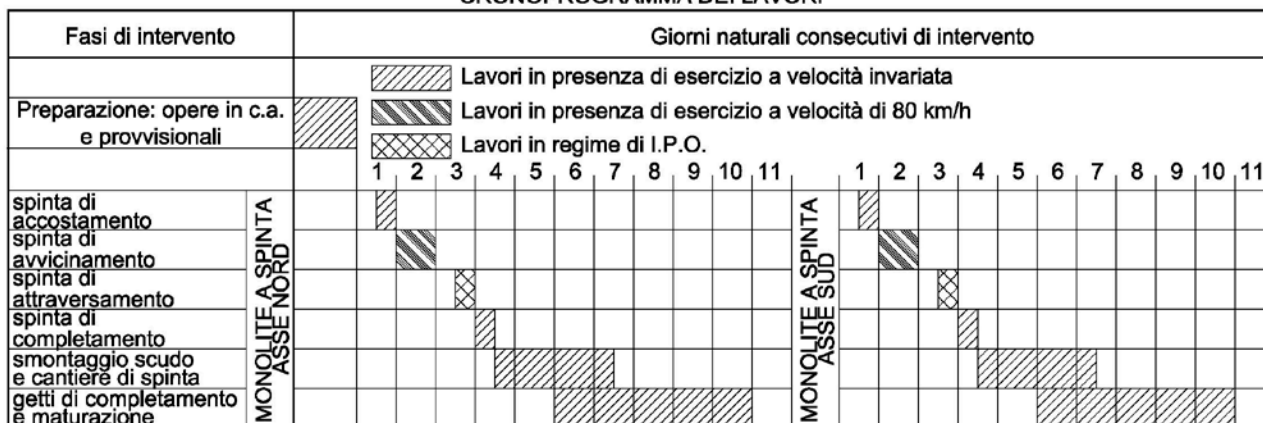 CRONOPROGRAMMA DEI LAVORI
Fasi di intervento
Giorni naturali consecutivi di intervento
Lavori in presenza di esercizio a velocità invariata
Preparazione: opere in c.a.
e provvisionali
Lavori in presenza di esercizio a velocità di 80 km/h
Lavori in regime di I.P.O.
1 2 3 4 5 6 7 8 9 10 11
1 2 3 4 5 6 7 8 9 10 11
spinta di
accostamento
spinta di
avvicinamento
spinta di
attraversamento
spinta di
completamento
smontaggio scudo
e cantiere di spinta
getti di completamento
e maturazione
MONOLITE A SPINTA
ASSE NORD
MONOLITE A SPINTA
ASSE SUD